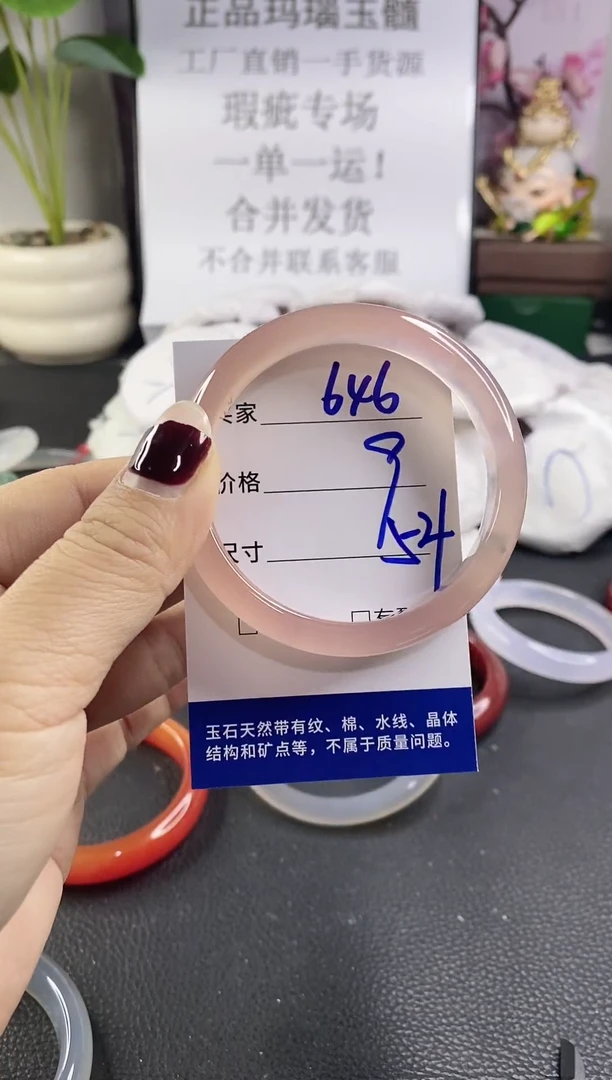 正品玛瑙玉髓
工厂直销一手货源
瑕疵专场
一单一运！
合并发货
不合并联系客服
家 646
价格
尺寸 54
玉石天然带有纹、棉、水线、晶体
结构和矿点等，不属于质量问题。